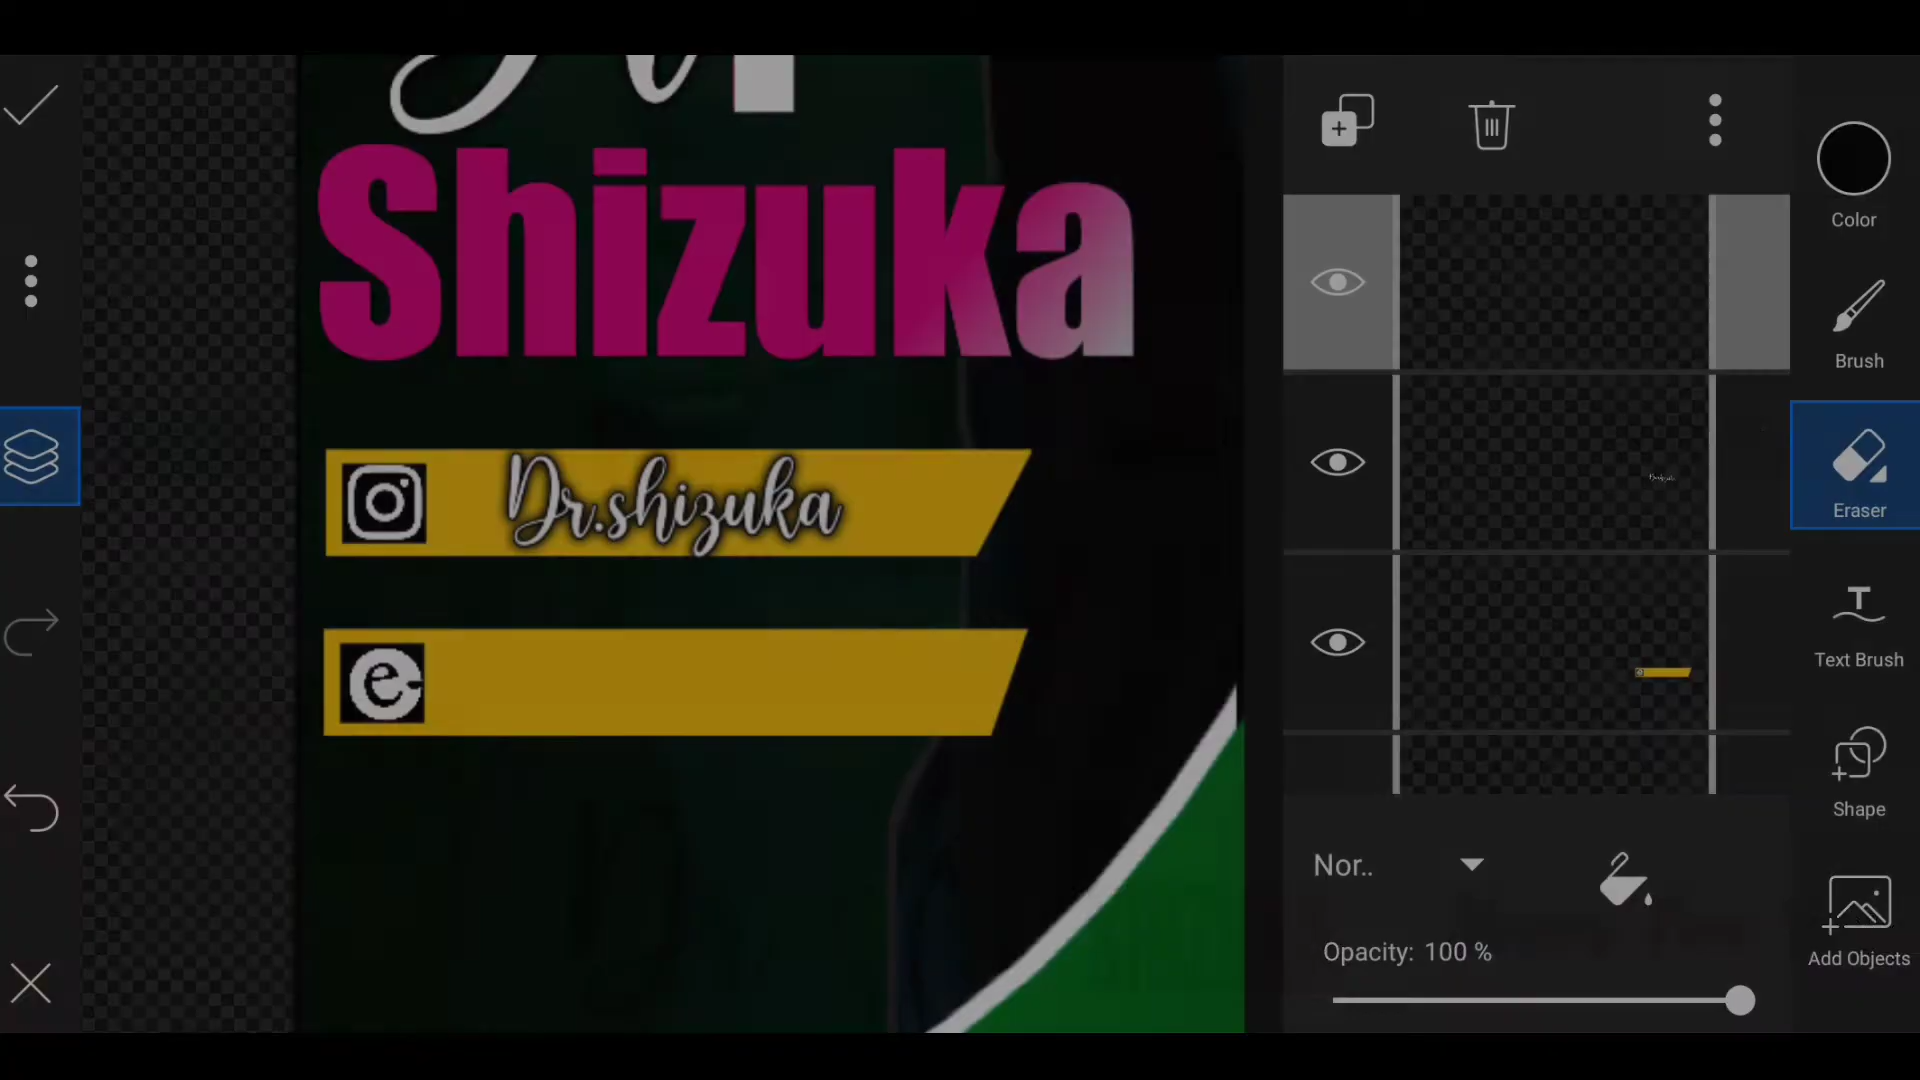 Shizuka
Dr.shizuka
e
Color
Brush
Eraser
Text Brush
Shape
Add Objects
Nor..
Opacity: 100 %